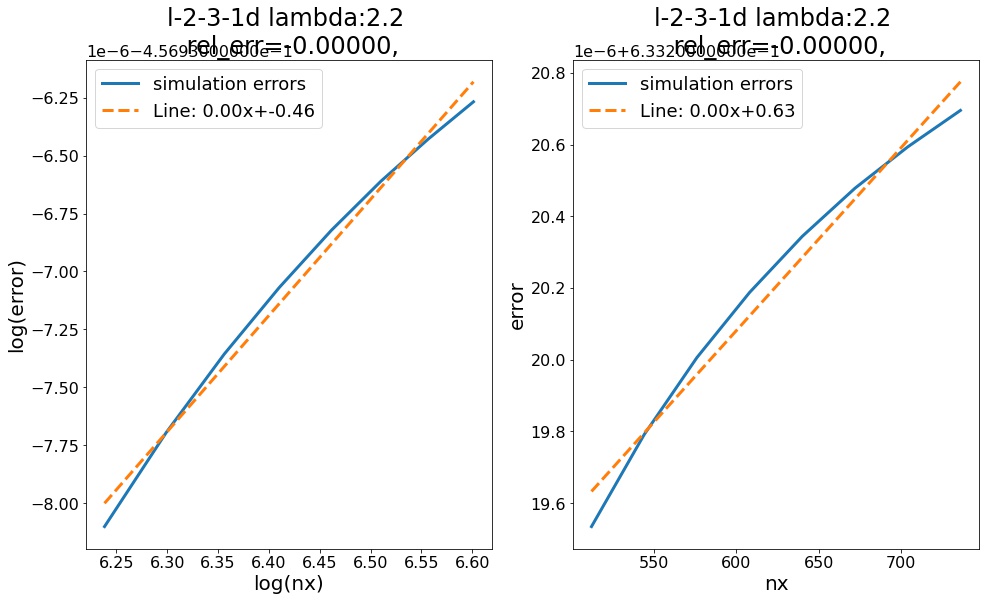 l-2-3-1d lambda:2.2
rel_err=-0.00000,
1e−6−4.5693000000e−1
simulation errors
Line: 0.00x+-0.46
−6.25
−6.50
−6.75
−7.00
−7.25
−7.50
−7.75
−8.00
log(error)
6.25 6.30 6.35 6.40 6.45 6.50 6.55 6.60
log(nx)
l-2-3-1d lambda:2.2
rel_err=-0.00000,
1e−6+6.3320000000e−1
simulation errors
Line: 0.00x+0.63
20.8
20.6
20.4
20.2
20.0
19.8
19.6
error
550 600 650 700
nx